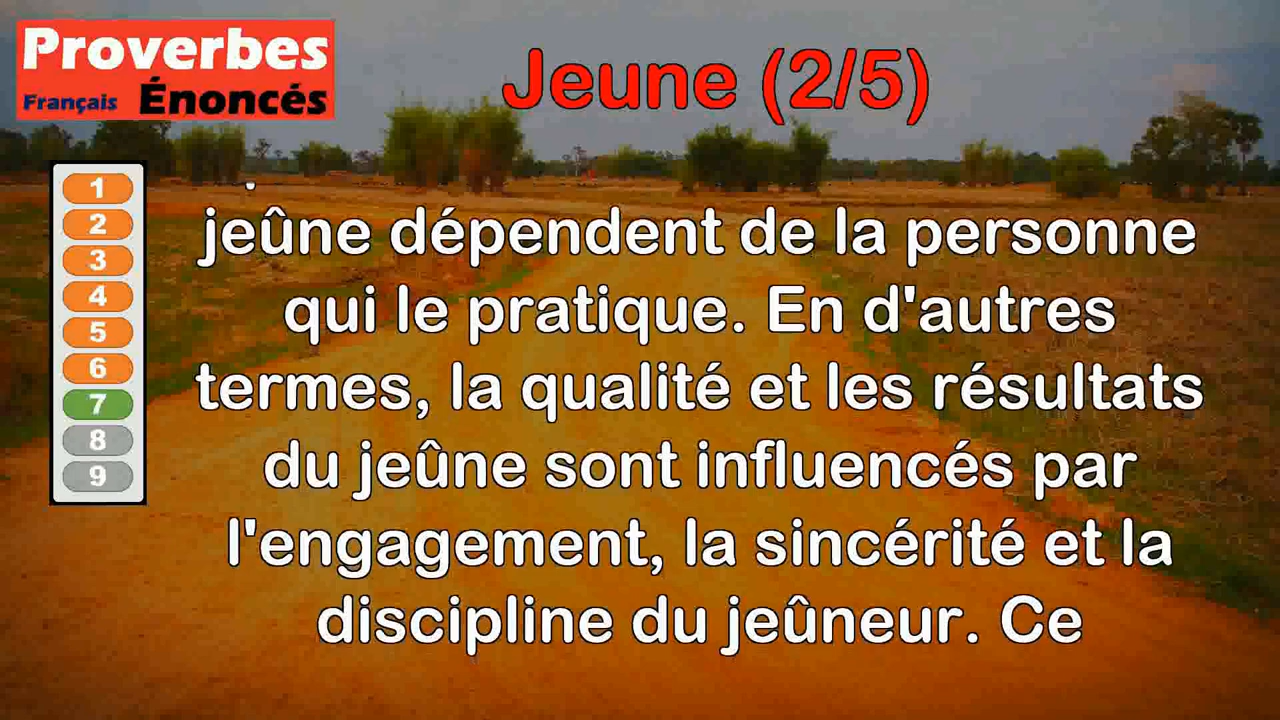 Proverbes
Français Énoncés
Jeune (2/5)
1
2
3
4
5
6
7
8
9
jeûne dépendent de la personne
qui le pratique. En d'autres
termes, la qualité et les résultats
du jeûne sont influencés par
l'engagement, la sincérité et la
discipline du jeûneur. Ce